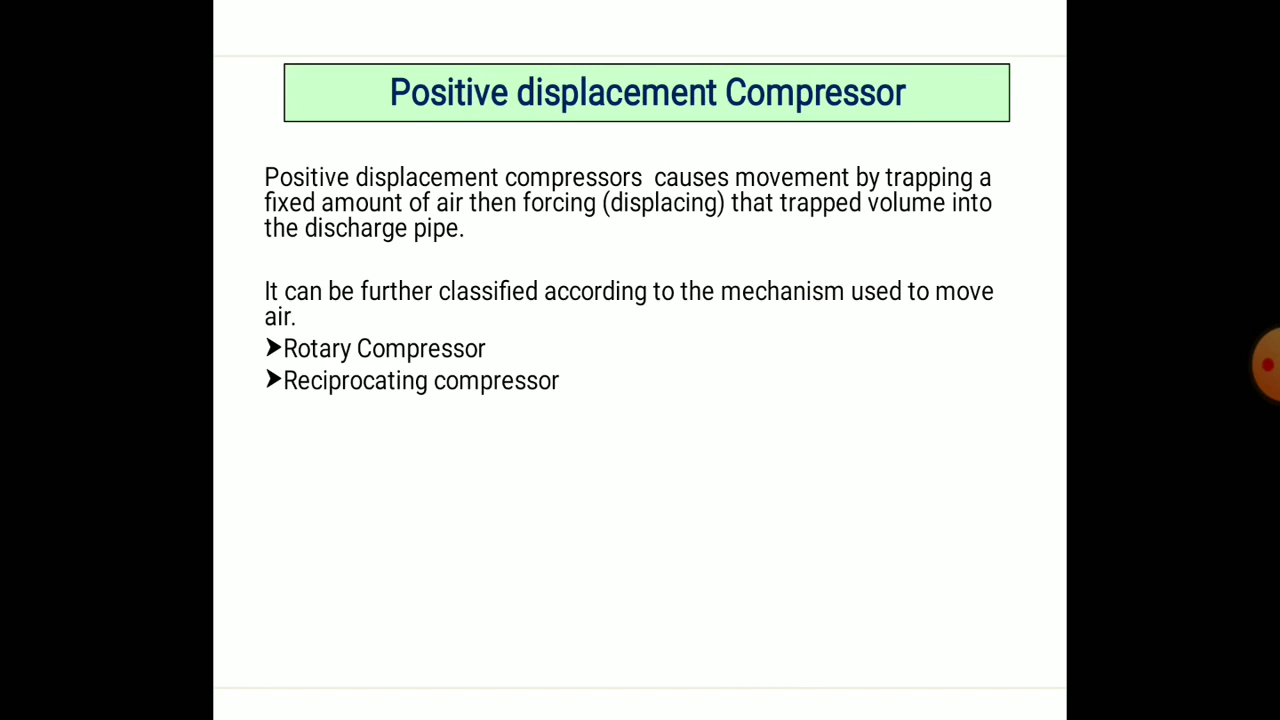 Positive displacement Compressor
Positive displacement compressors  causes movement by trapping a
fixed amount of air then forcing (displacing) that trapped volume into
the discharge pipe.
It can be further classified according to the mechanism used to move
air.
➤Rotary Compressor
➤Reciprocating compressor